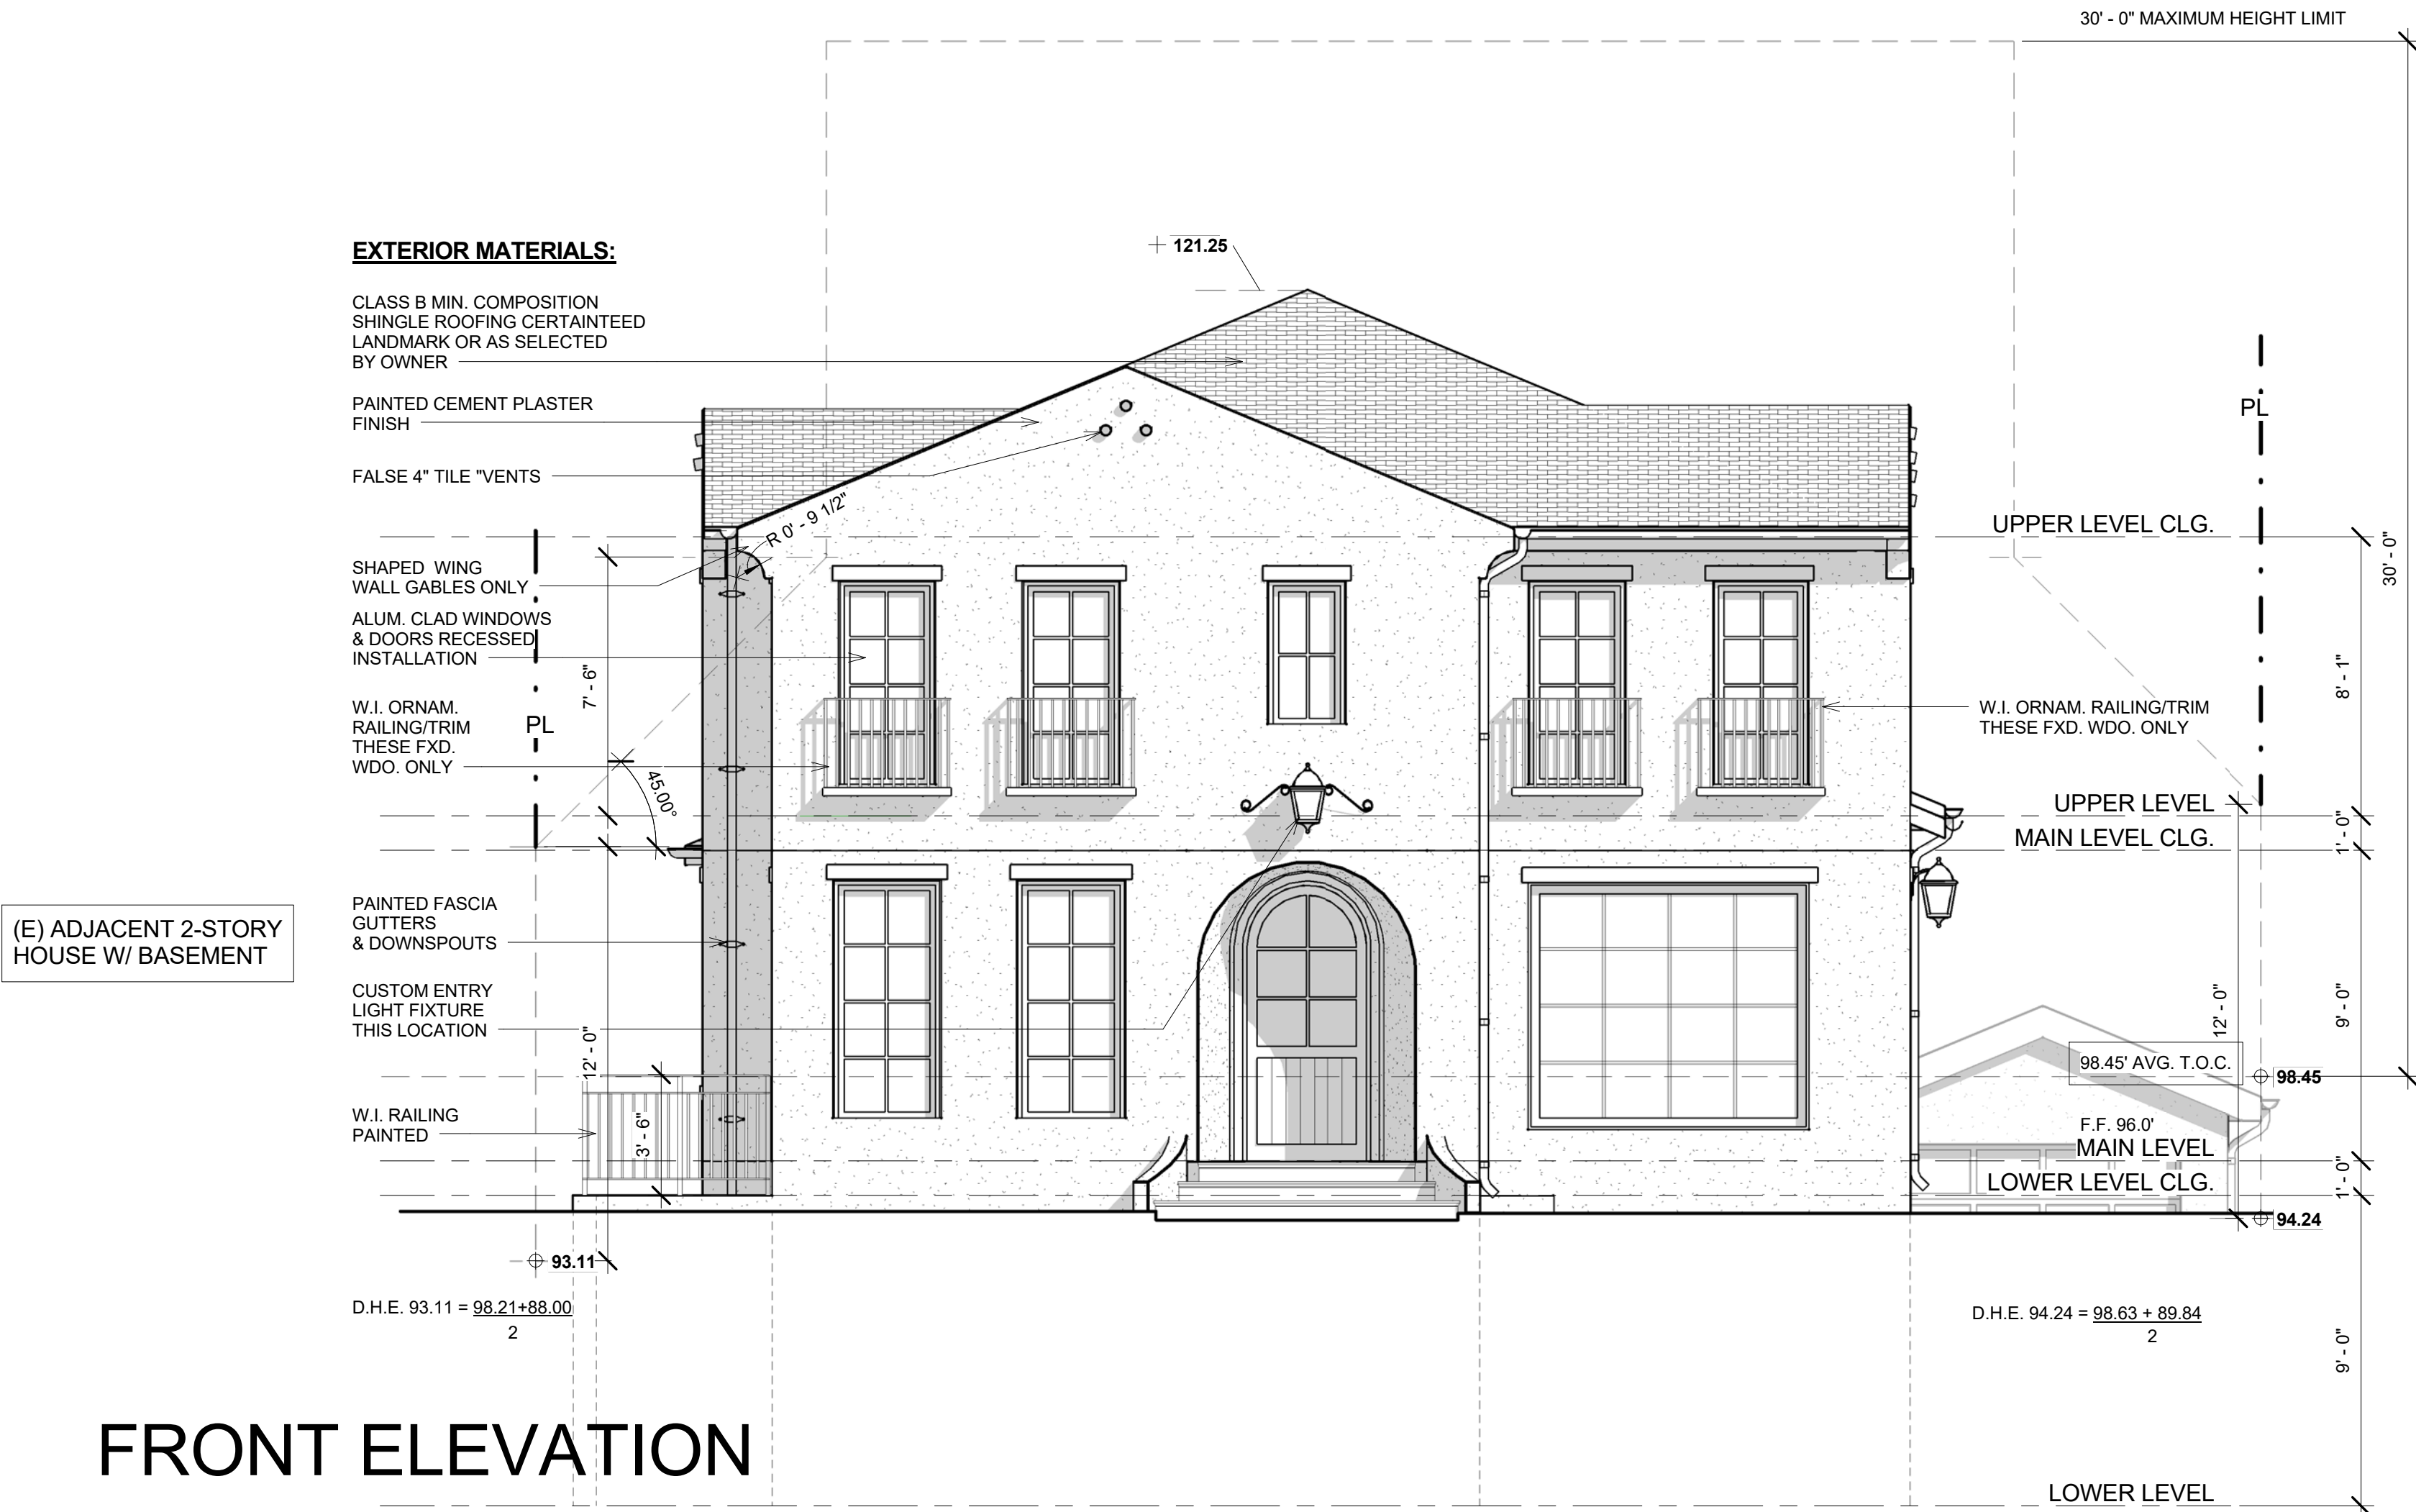 30' - 0" MAXIMUM HEIGHT LIMIT
121.25
EXTERIOR MATERIALS:
CLASS B MIN. COMPOSITION
SHINGLE ROOFING CERTAINTEED
LANDMARK OR AS SELECTED
BY OWNER
PAINTED CEMENT PLASTER
FINISH
FALSE 4" TILE "VENTS
R 0' - 9 1/2"
SHAPED WING
WALL GABLES ONLY
ALUM. CLAD WINDOWS
& DOORS RECESSED
INSTALLATION
W.I. ORNAM.
RAILING/TRIM
THESE FXD.
WDO. ONLY
PL
7' - 6"
45.00°
PAINTED FASCIA
GUTTERS
& DOWNSPOUTS
(E) ADJACENT 2-STORY
HOUSE W/ BASEMENT
CUSTOM ENTRY
LIGHT FIXTURE
THIS LOCATION
12' - 0"
W.I. RAILING
PAINTED
3' - 6"
93.11
D.H.E. 93.11 = 98.21+88.00
2
PL
UPPER LEVEL CLG.
30' - 0"
8' - 1"
W.I. ORNAM. RAILING/TRIM
THESE FXD. WDO. ONLY
UPPER LEVEL
1' - 0"
MAIN LEVEL CLG.
9' - 0"
12' - 0"
98.45' AVG. T.O.C.
98.45
F.F. 96.0'
MAIN LEVEL
1' - 0"
LOWER LEVEL CLG.
94.24
D.H.E. 94.24 = 98.63 + 89.84
2
9' - 0"
FRONT ELEVATION
LOWER LEVEL